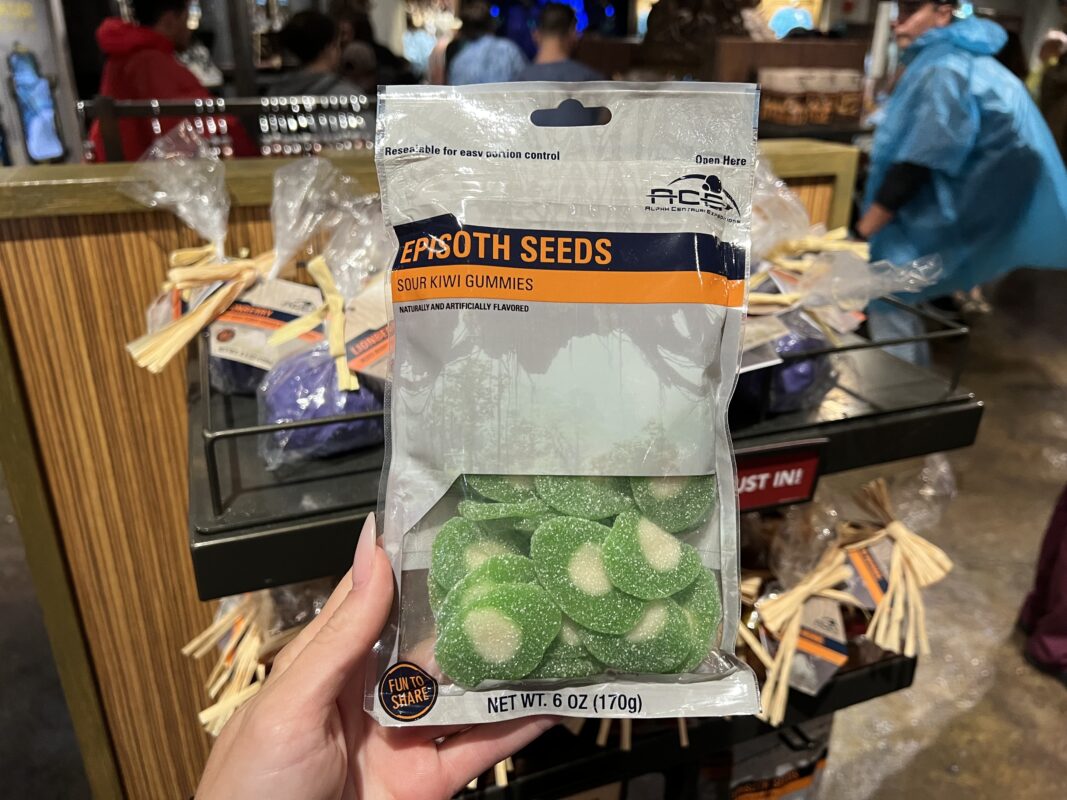 Resealable for easy portion control
Open Here
ACE
ALPHA CENTAURI EXPEDITIONS
EPISOTH SEEDS
SOUR KIWI GUMMIES
NATURALLY AND ARTIFICIALLY FLAVORED
UST IN!
FUN TO
SHARE
NET WT. 6 OZ (170g)